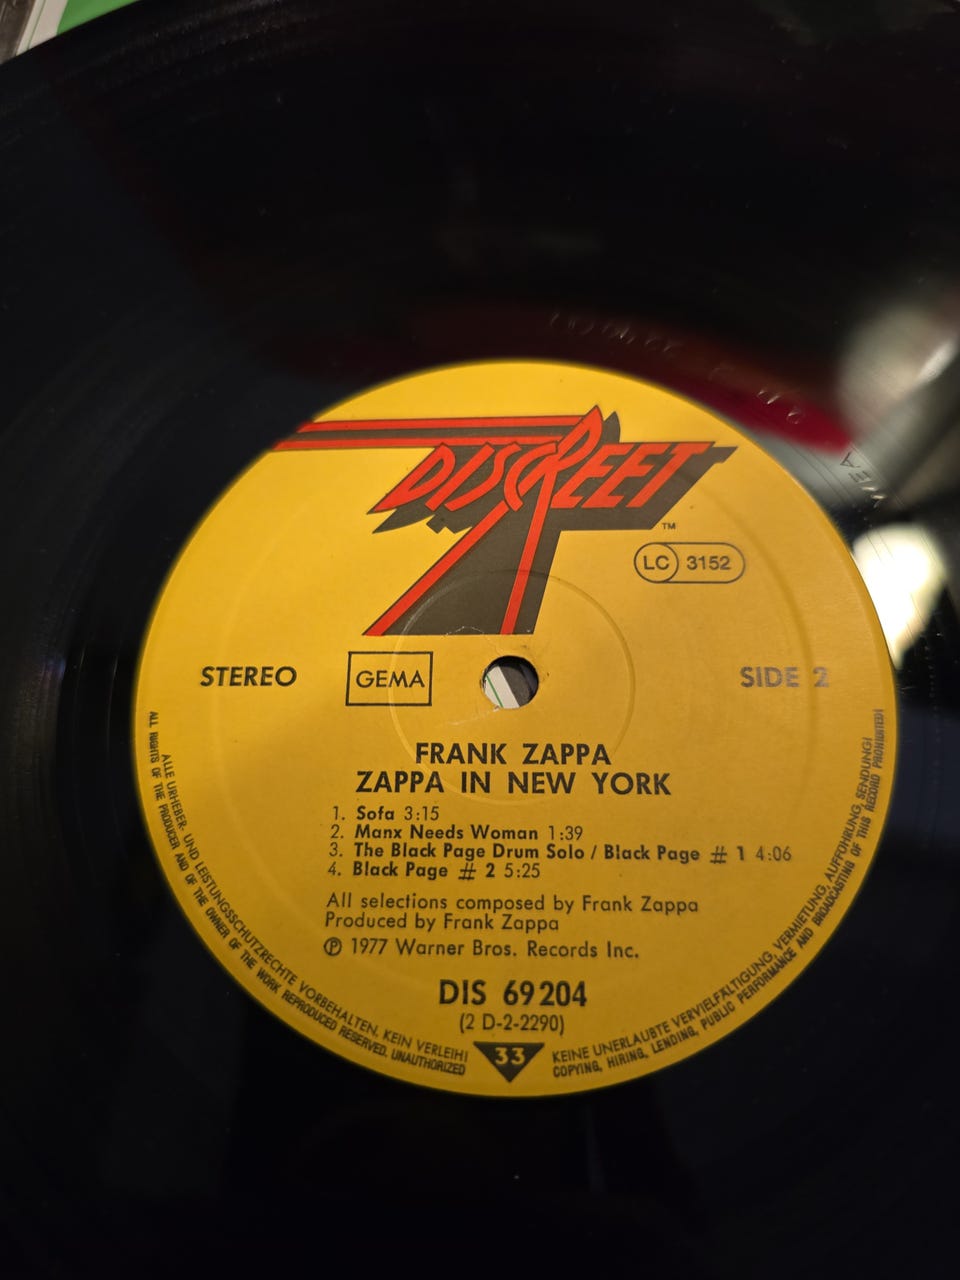 DISCREET
TM
LC 3152
STEREO
GEMA
SIDE 2
FRANK ZAPPA
ZAPPA IN NEW YORK
1. Sofa 3:15
2. Manx Needs Woman 1:39
3. The Black Page Drum Solo / Black Page # 1 4:06
4. Black Page # 2 5:25
All selections composed by Frank Zappa
Produced by Frank Zappa
℗ 1977 Warner Bros. Records Inc.
DIS 69204
(2 D-2-2290)
33
ALLE URHEBER- UND LEISTUNGSSCHUTZRECHTE VORBEHALTEN. KEIN VERLEIH! KEINE UNERLAUBTE VERVIELFÄLTIGUNG, VERMIETUNG, AUFFÜHRUNG, SENDUNG!
ALL RIGHTS OF THE PRODUCER AND OF THE OWNER OF THE WORK REPRODUCED RESERVED. UNAUTHORIZED COPYING, HIRING, LENDING, PUBLIC PERFORMANCE AND BROADCASTING OF THIS RECORD PROHIBITED!